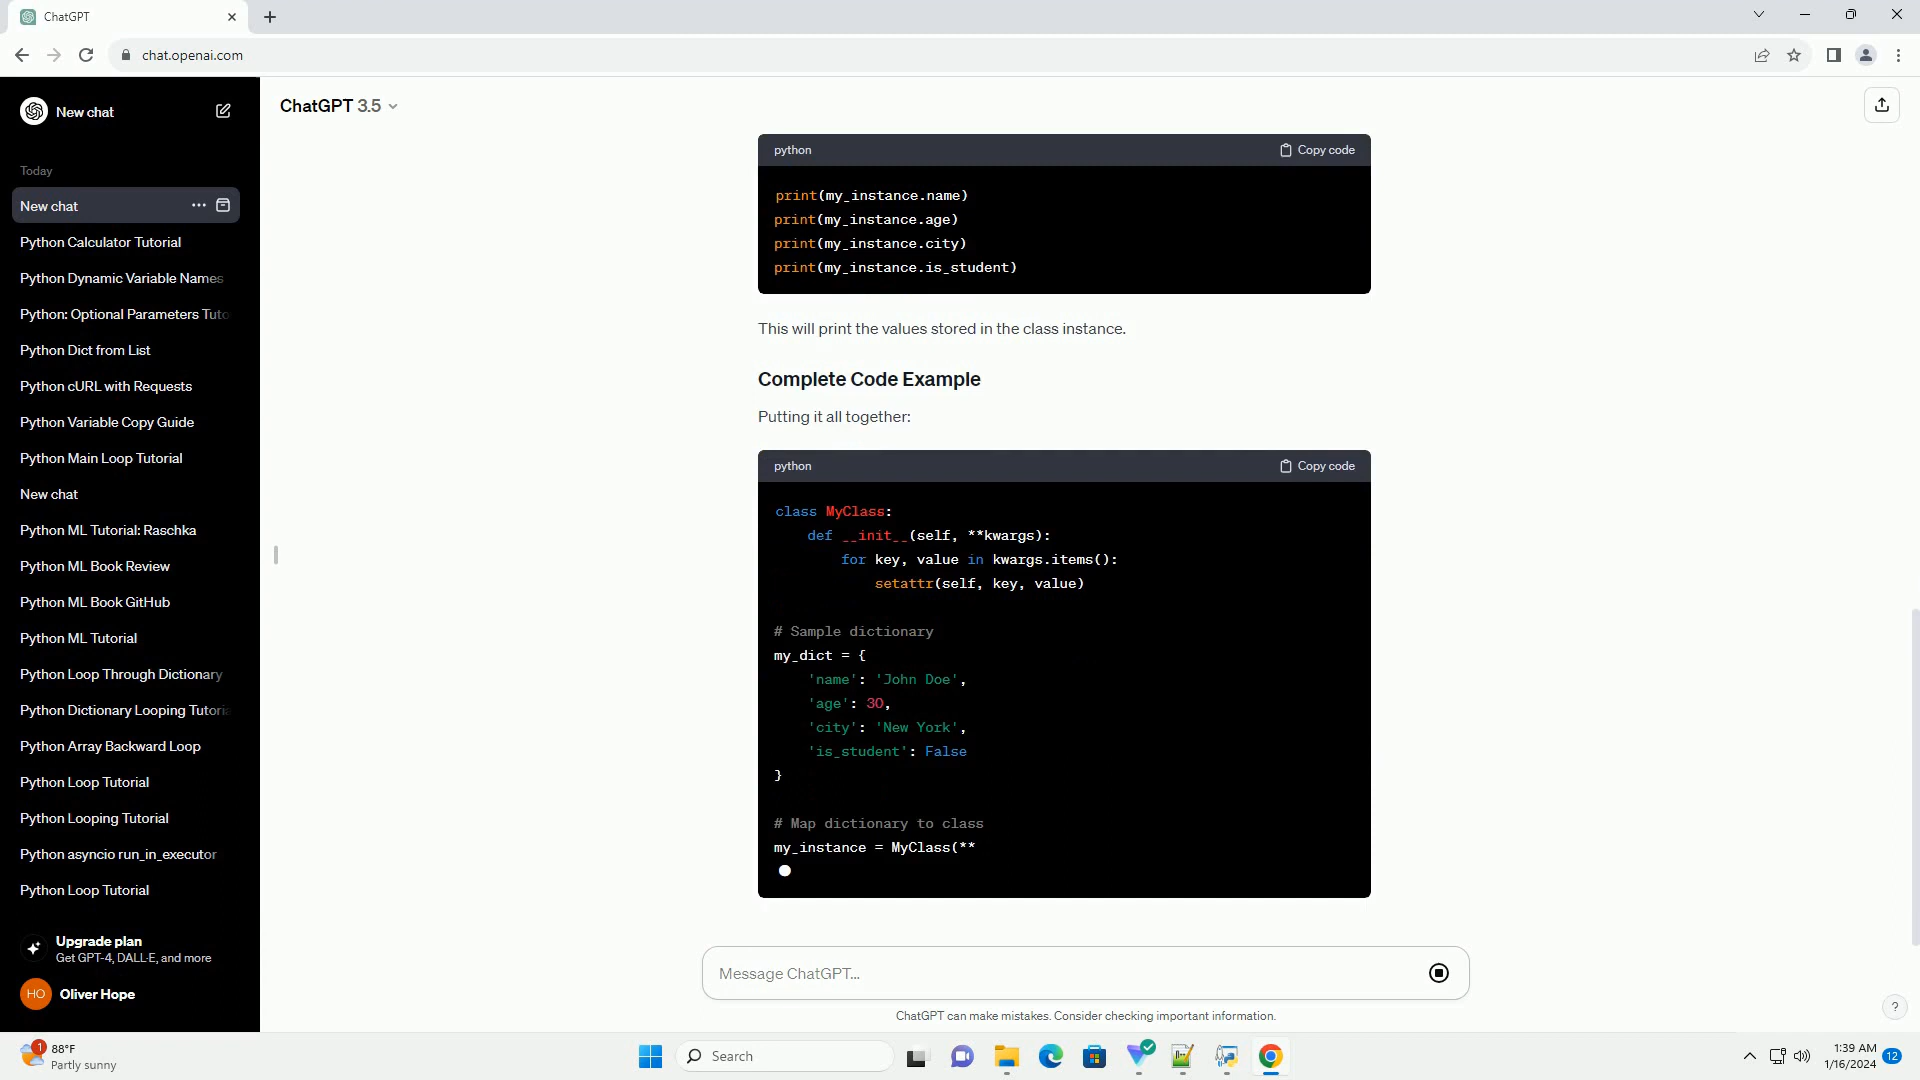 ChatGPT
chat.openai.com
New chat
ChatGPT 3.5
Today
New chat
Python Calculator Tutorial
Python Dynamic Variable Names
Python: Optional Parameters Tuto
Python Dict from List
Python cURL with Requests
Python Variable Copy Guide
Python Main Loop Tutorial
New chat
Python ML Tutorial: Raschka
Python ML Book Review
Python ML Book GitHub
Python ML Tutorial
Python Loop Through Dictionary
Python Dictionary Looping Tutoria
Python Array Backward Loop
Python Loop Tutorial
Python Looping Tutorial
Python asyncio run_in_executor
Python Loop Tutorial
Upgrade plan
Get GPT-4, DALL·E, and more
HO Oliver Hope
python Copy code
print(my_instance.name)
print(my_instance.age)
print(my_instance.city)
print(my_instance.is_student)
This will print the values stored in the class instance.
Complete Code Example
Putting it all together:
python Copy code
class MyClass:
    def __init__(self, **kwargs):
        for key, value in kwargs.items():
            setattr(self, key, value)
# Sample dictionary
my_dict = {
    'name': 'John Doe',
    'age': 30,
    'city': 'New York',
    'is_student': False
}
# Map dictionary to class
my_instance = MyClass(**
Message ChatGPT...
ChatGPT can make mistakes. Consider checking important information.
?
1
88°F
Partly sunny
Search
1:39 AM
1/16/2024
12